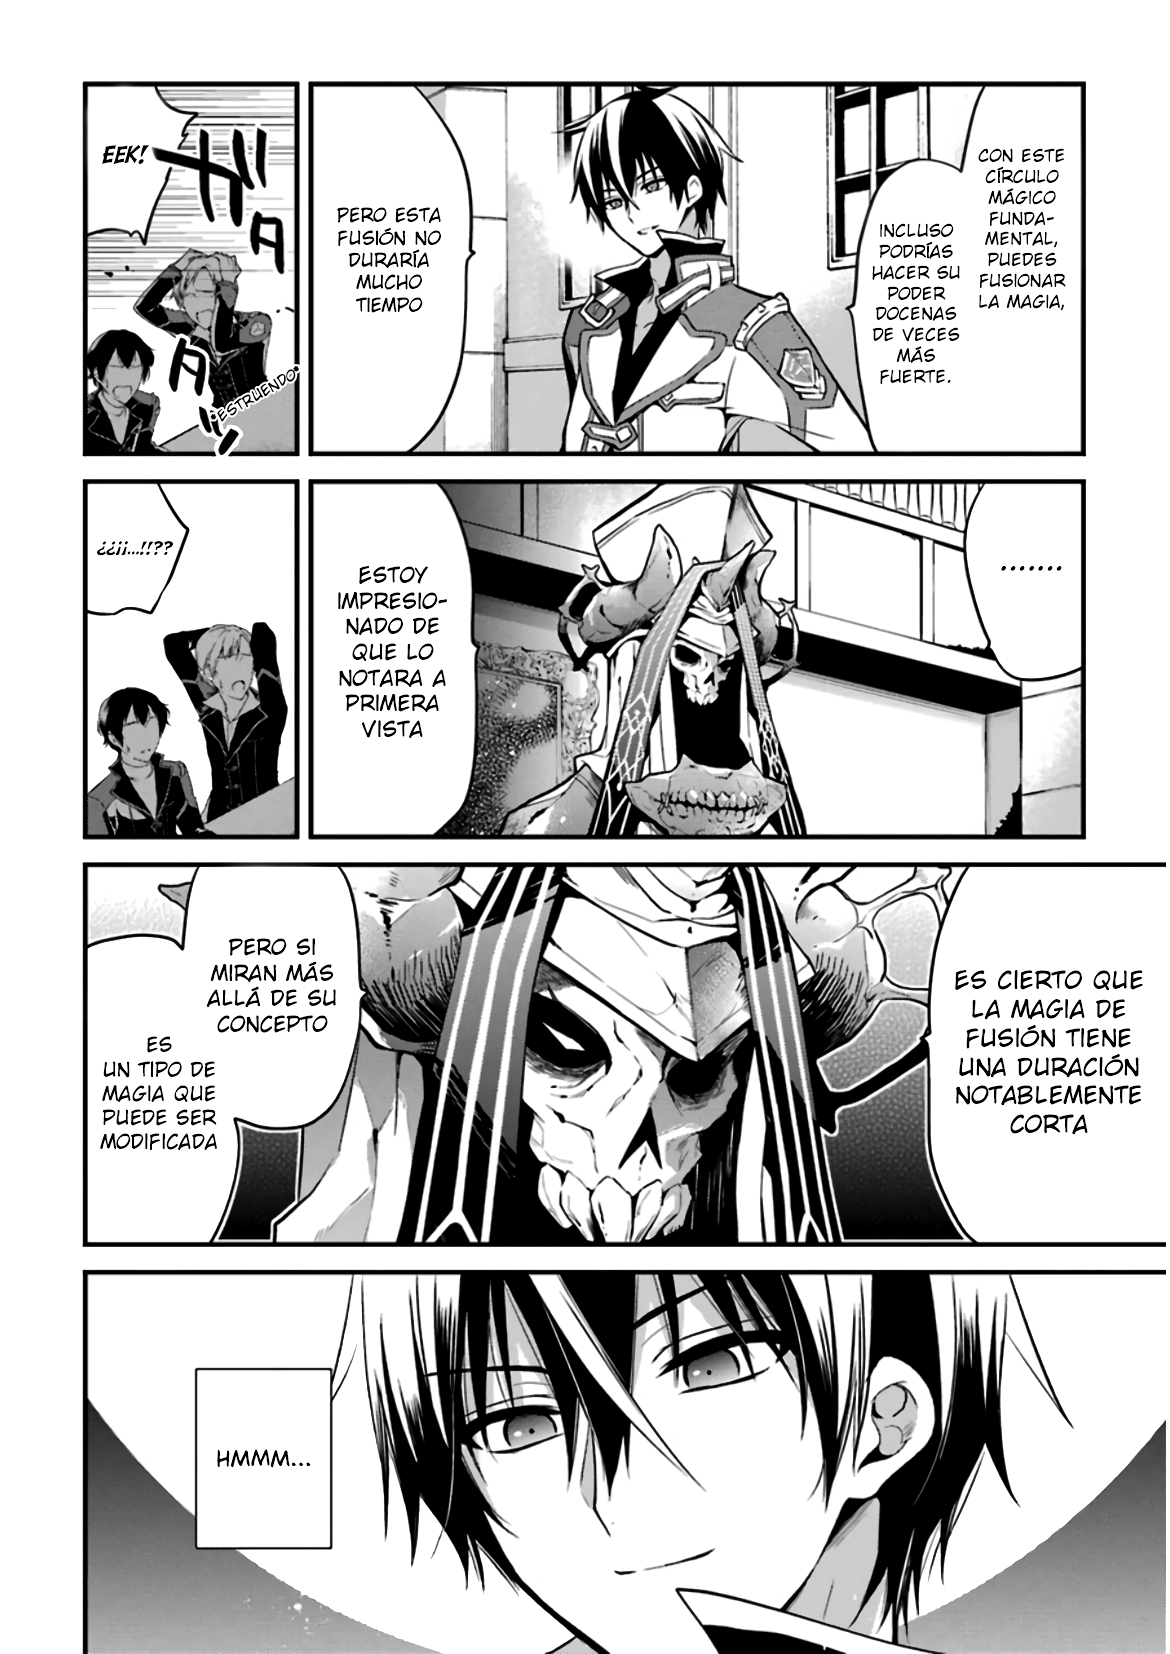 CON ESTE
CÍRCULO
MÁGICO
FUNDA-
MENTAL,
PUEDES
FUSIONAR
LA MAGIA,
INCLUSO
PODRÍAS
HACER SU
PODER
DOCENAS
DE VECES
MÁS
FUERTE.
PERO ESTA
FUSIÓN NO
DURARÍA
MUCHO
TIEMPO
EEK!
ガタ
ガタッ
*ESTRUENDO*
.......
ESTOY
IMPRESIO-
NADO DE
QUE LO
NOTARA A
PRIMERA
VISTA
¿¿¡¡...!!??
ES CIERTO QUE
LA MAGIA DE
FUSIÓN TIENE
UNA DURACIÓN
NOTABLEMENTE
CORTA
PERO SI
MIRAN MÁS
ALLÁ DE SU
CONCEPTO
ES
UN TIPO DE
MAGIA QUE
PUEDE SER
MODIFICADA
HMMM...